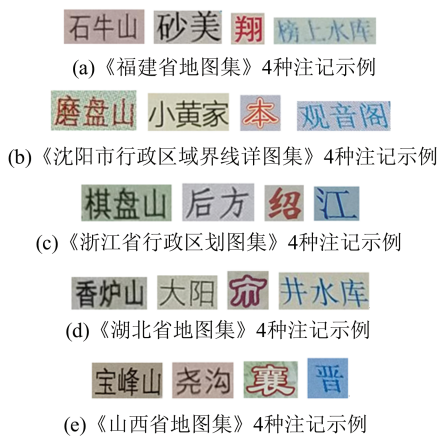 石牛山 砂美 翔 榜上水库
(a)《福建省地图集》4种注记示例
磨盘山 小黄家 本 观音阁
(b)《沈阳市行政区域界线详图集》4种注记示例
棋盘山 后方 绍 江
(c)《浙江省行政区划图集》4种注记示例
香炉山 大阳 井水库
(d)《湖北省地图集》4种注记示例
宝峰山 尧沟 襄 晋
(e)《山西省地图集》4种注记示例